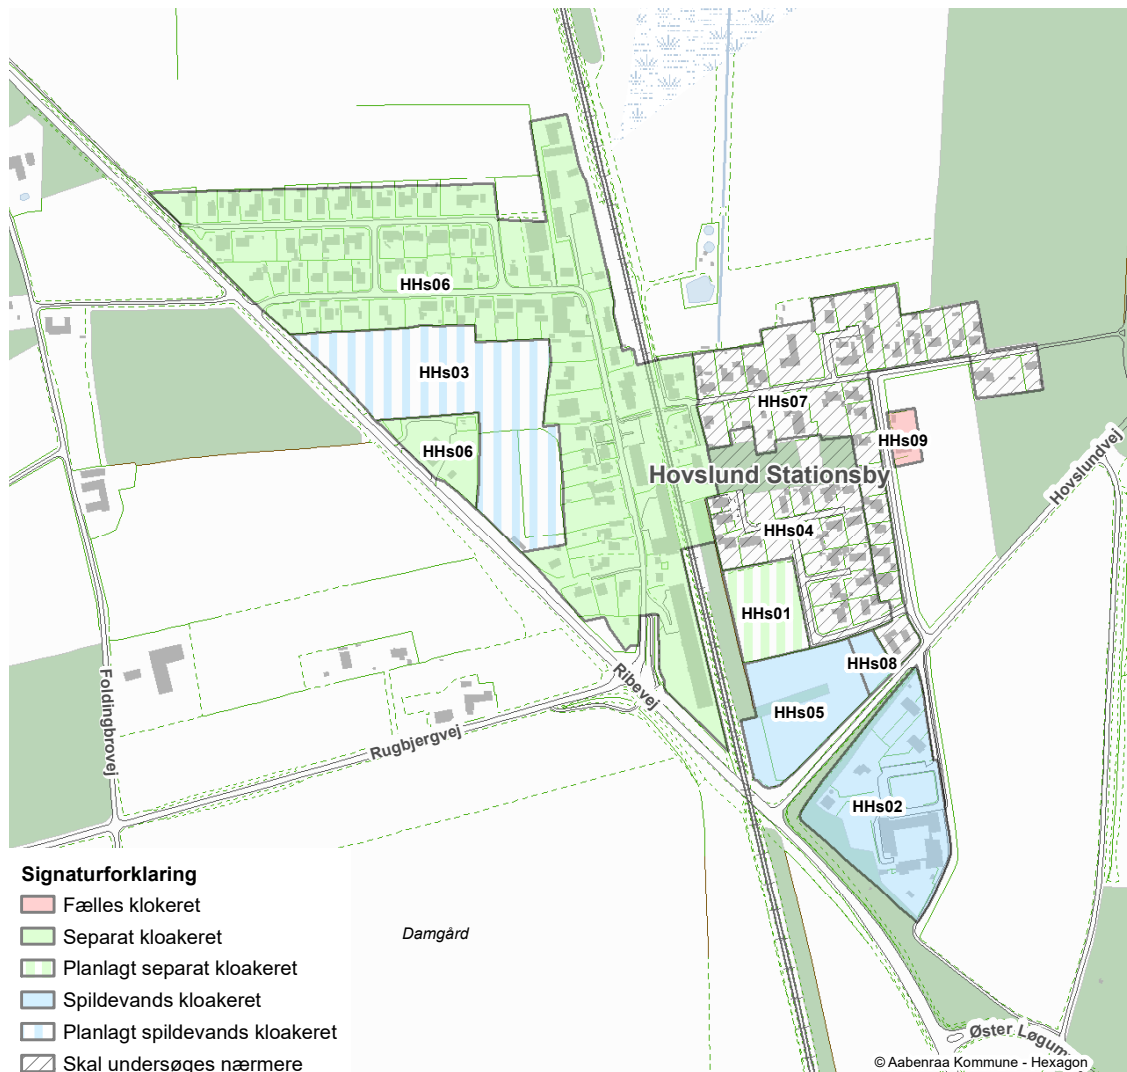 HHs06
HHs03
HHs07
HHs09
HHs06
Hovslund Stationsby
Hovslundvej
HHs04
HHs01
HHs08
Foldingbrovej
Ribevej
HHs05
Rugbjergvej
HHs02
Signaturforklaring
Fælles klokeret
Separat kloakeret
Damgård
Planlagt separat kloakeret
Spildevands kloakeret
Planlagt spildevands kloakeret
Øster Løgum
Skal undersøges nærmere
© Aabenraa Kommune - Hexagon